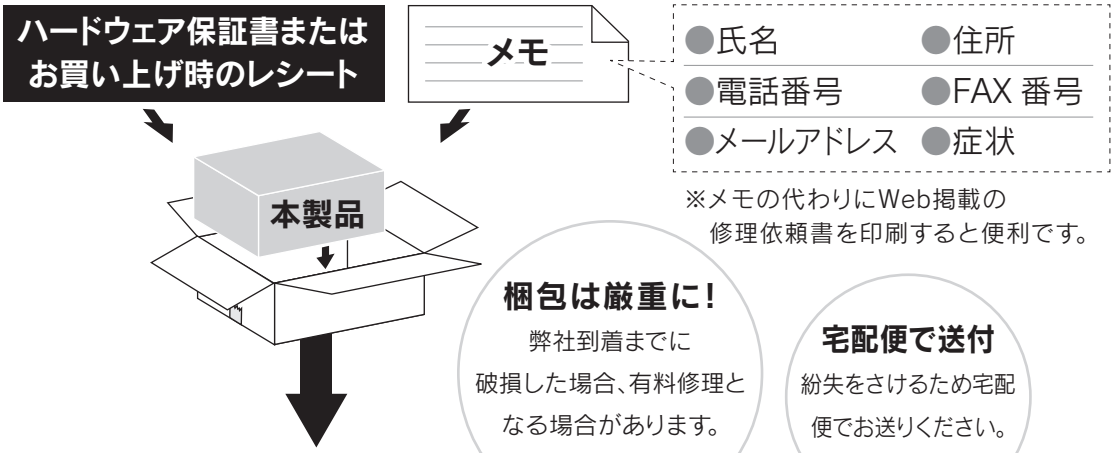 ハードウェア保証書または
お買い上げ時のレシート
メモ
●氏名 ●住所
●電話番号 ●FAX 番号
●メールアドレス ●症状
※メモの代わりにWeb掲載の
修理依頼書を印刷すると便利です。
本製品
梱包は厳重に!
弊社到着までに
破損した場合、有料修理と
なる場合があります。
宅配便で送付
紛失をさけるため宅配
便でお送りください。